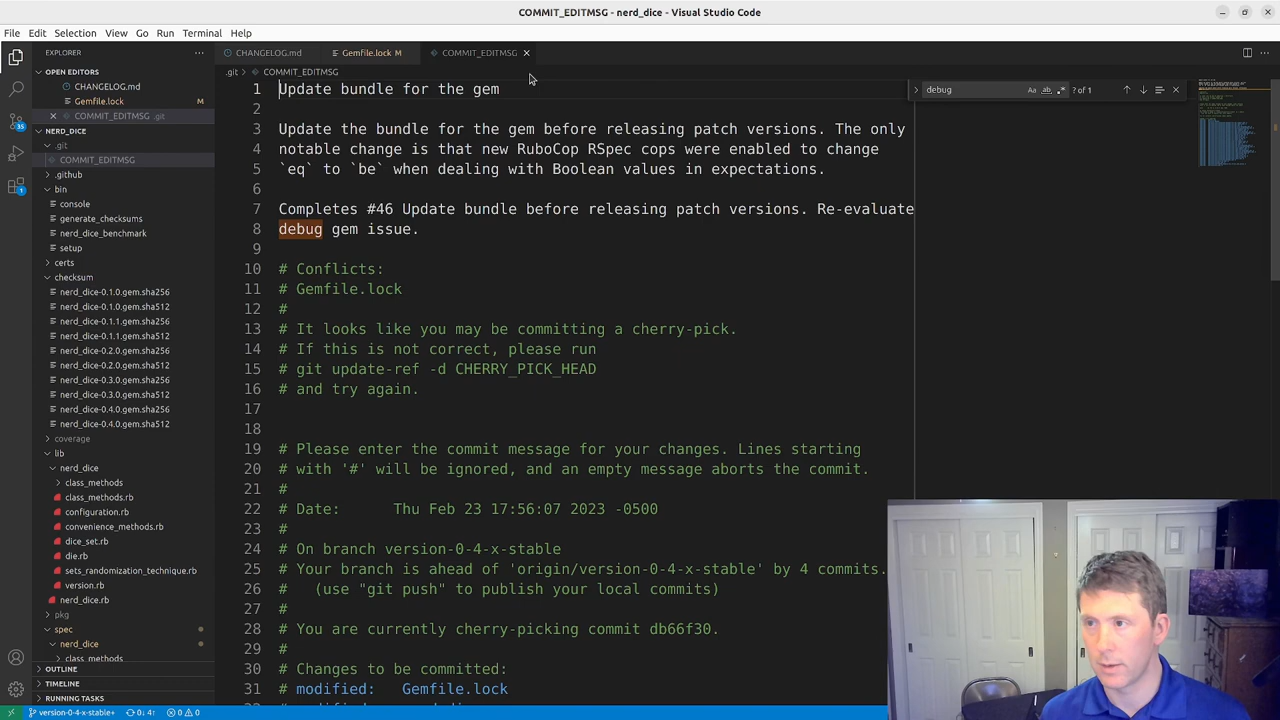 COMMIT_EDITMSG - nerd_dice - Visual Studio Code
File Edit Selection View Go Run Terminal Help
EXPLORER
OPEN EDITORS
CHANGELOG.md
Gemfile.lock M
COMMIT_EDITMSG .git
NERD_DICE
.git
COMMIT_EDITMSG
.github
bin
console
generate_checksums
nerd_dice_benchmark
setup
certs
checksum
nerd_dice-0.1.0.gem.sha256
nerd_dice-0.1.0.gem.sha512
nerd_dice-0.1.1.gem.sha256
nerd_dice-0.1.1.gem.sha512
nerd_dice-0.2.0.gem.sha256
nerd_dice-0.2.0.gem.sha512
nerd_dice-0.3.0.gem.sha256
nerd_dice-0.3.0.gem.sha512
nerd_dice-0.4.0.gem.sha256
nerd_dice-0.4.0.gem.sha512
coverage
lib
nerd_dice
class_methods
class_methods.rb
configuration.rb
convenience_methods.rb
dice_set.rb
die.rb
sets_randomization_technique.rb
version.rb
nerd_dice.rb
pkg
spec
nerd_dice
class_methods
OUTLINE
TIMELINE
RUNNING TASKS
35
1
CHANGELOG.md Gemfile.lock M COMMIT_EDITMSG
.git > COMMIT_EDITMSG
debug Aa ab .* ? of 1
1 Update bundle for the gem
2
3 Update the bundle for the gem before releasing patch versions. The only
4 notable change is that new RuboCop RSpec cops were enabled to change
5 `eq` to `be` when dealing with Boolean values in expectations.
6
7 Completes #46 Update bundle before releasing patch versions. Re-evaluate
8 debug gem issue.
9
10 # Conflicts:
11 # Gemfile.lock
12 #
13 # It looks like you may be committing a cherry-pick.
14 # If this is not correct, please run
15 # git update-ref -d CHERRY_PICK_HEAD
16 # and try again.
17
18
19 # Please enter the commit message for your changes. Lines starting
20 # with '#' will be ignored, and an empty message aborts the commit.
21 #
22 # Date: Thu Feb 23 17:56:07 2023 -0500
23 #
24 # On branch version-0-4-x-stable
25 # Your branch is ahead of 'origin/version-0-4-x-stable' by 4 commits.
26 # (use "git push" to publish your local commits)
27 #
28 # You are currently cherry-picking commit db66f30.
29 #
30 # Changes to be committed:
31 # modified: Gemfile.lock
version-0-4-x-stable+ 0↓ 4↑ 0 0